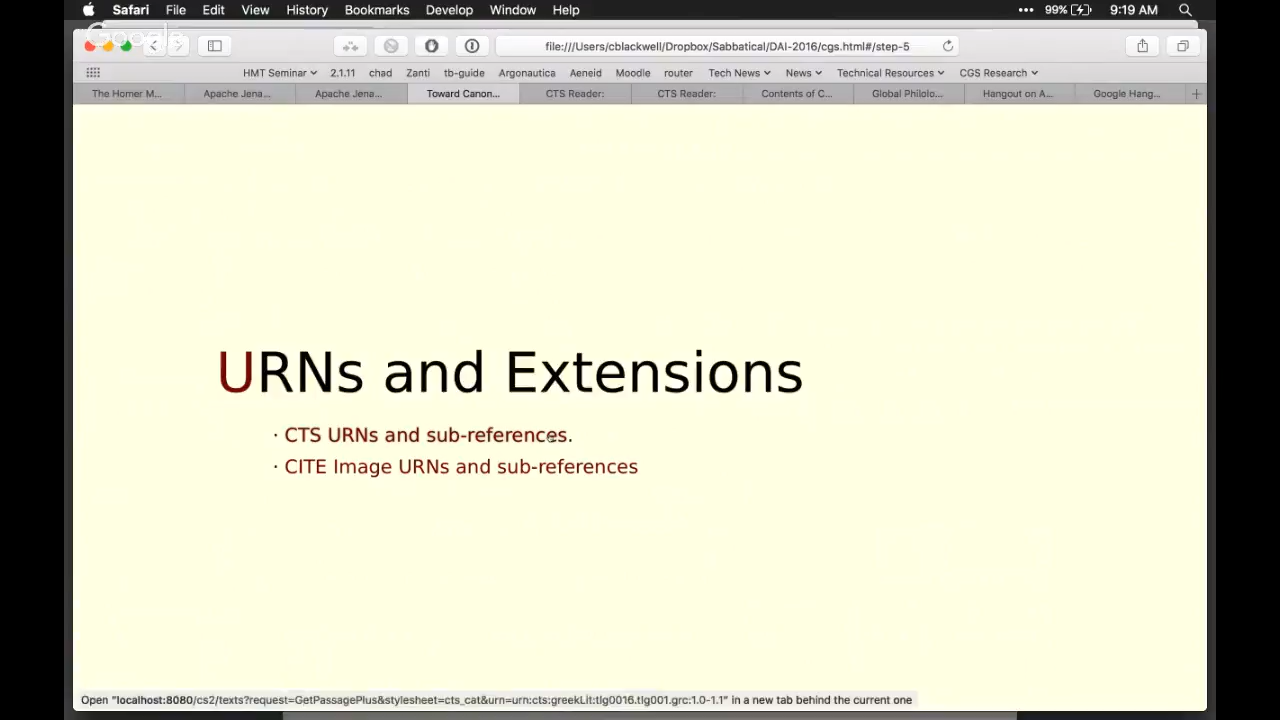 Safari File Edit View History Bookmarks Develop Window Help 99% 9:19 AM
Google
file:///Users/cblackwell/Dropbox/Sabbatical/DAI-2016/cgs.html#/step-5
HMT Seminar 2.1.11 chad Zanti tb-guide Argonautica Aeneid Moodle router Tech News News Technical Resources CGS Research
The Homer M... Apache Jena... Apache Jena... Toward Canon... CTS Reader: CTS Reader: Contents of C... Global Philolo... Hangout on A... Google Hang...
URNs and Extensions
· CTS URNs and sub-references.
· CITE Image URNs and sub-references
Open "localhost:8080/cs2/texts?request=GetPassagePlus&stylesheet=cts_cat&urn=urn:cts:greekLit:tlg0016.tlg001.grc:1.0-1.1" in a new tab behind the current one